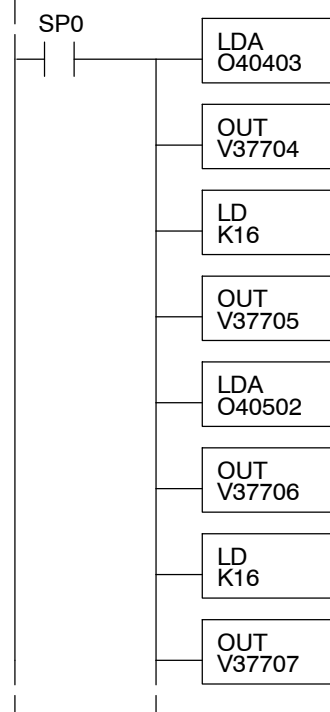 SP0
LDA
O40403
OUT
V37704
LD
K16
OUT
V37705
LDA
O40502
OUT
V37706
LD
K16
OUT
V37707